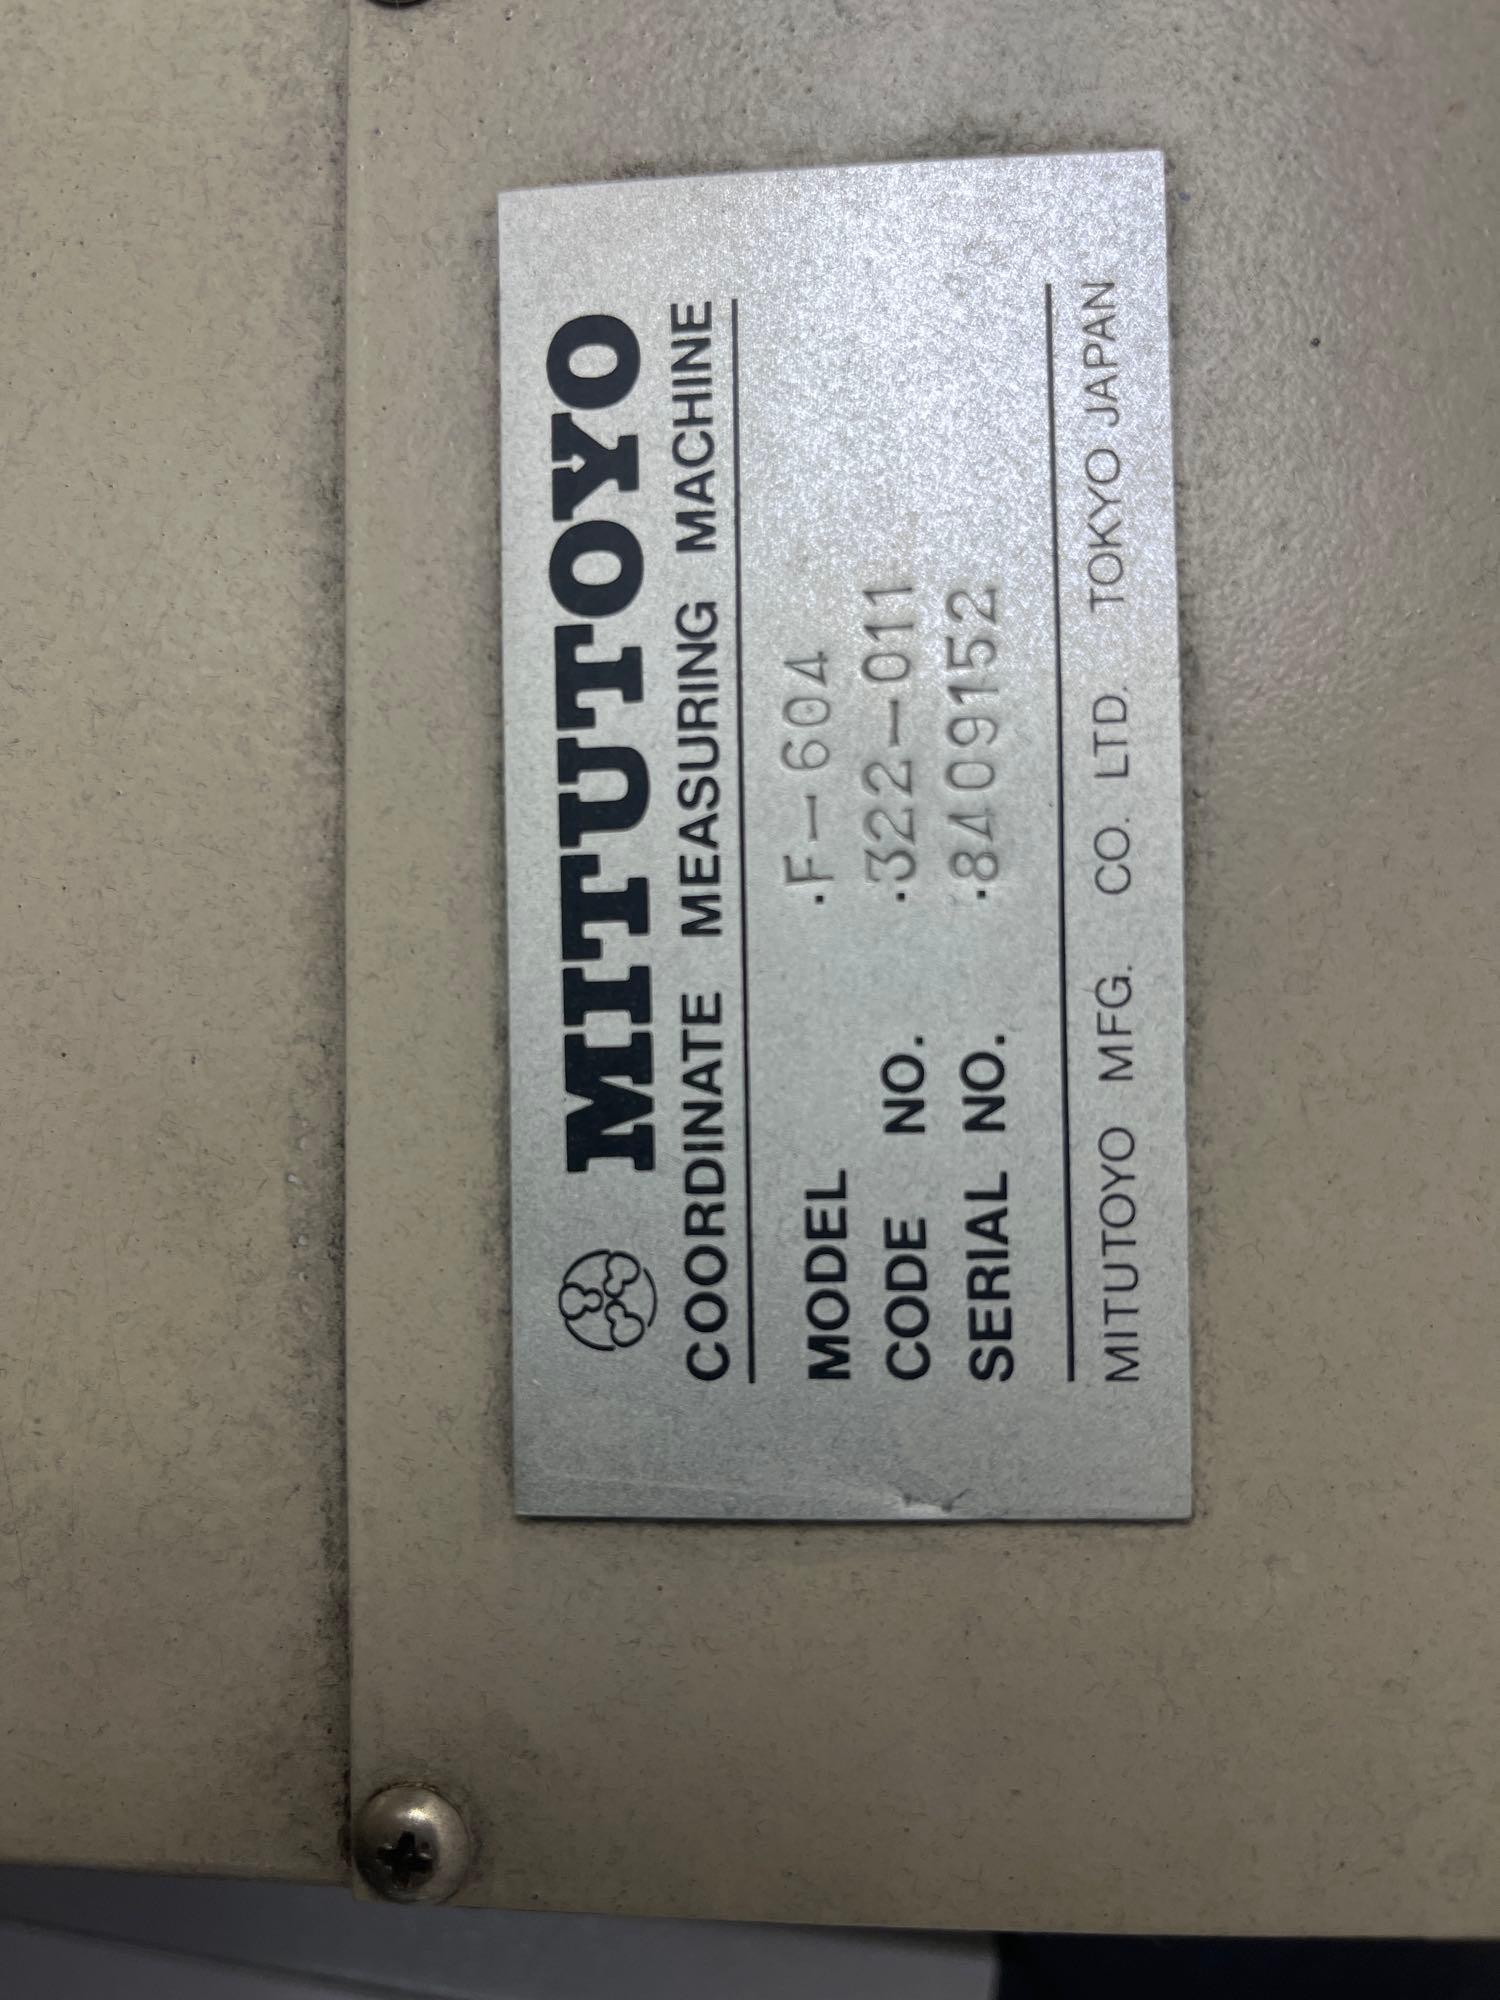 MITUTOYO
COORDINATE MEASURING MACHINE
MODEL .F-604
CODE NO. .322-011
SERIAL NO. .8409152
MITUTOYO MFG. CO. LTD. TOKYO JAPAN